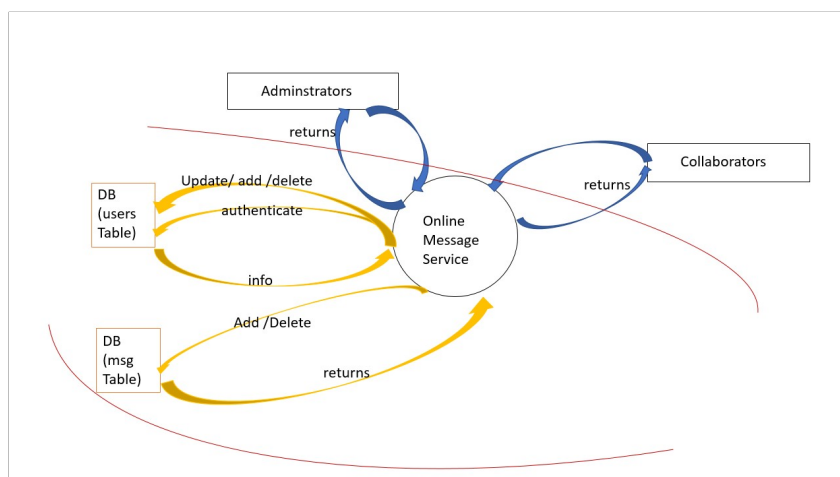 Adminstrators
returns
Collaborators
returns
Update/ add /delete
authenticate
DB
(users
Table)
Online
Message
Service
info
Add /Delete
DB
(msg
Table)
returns